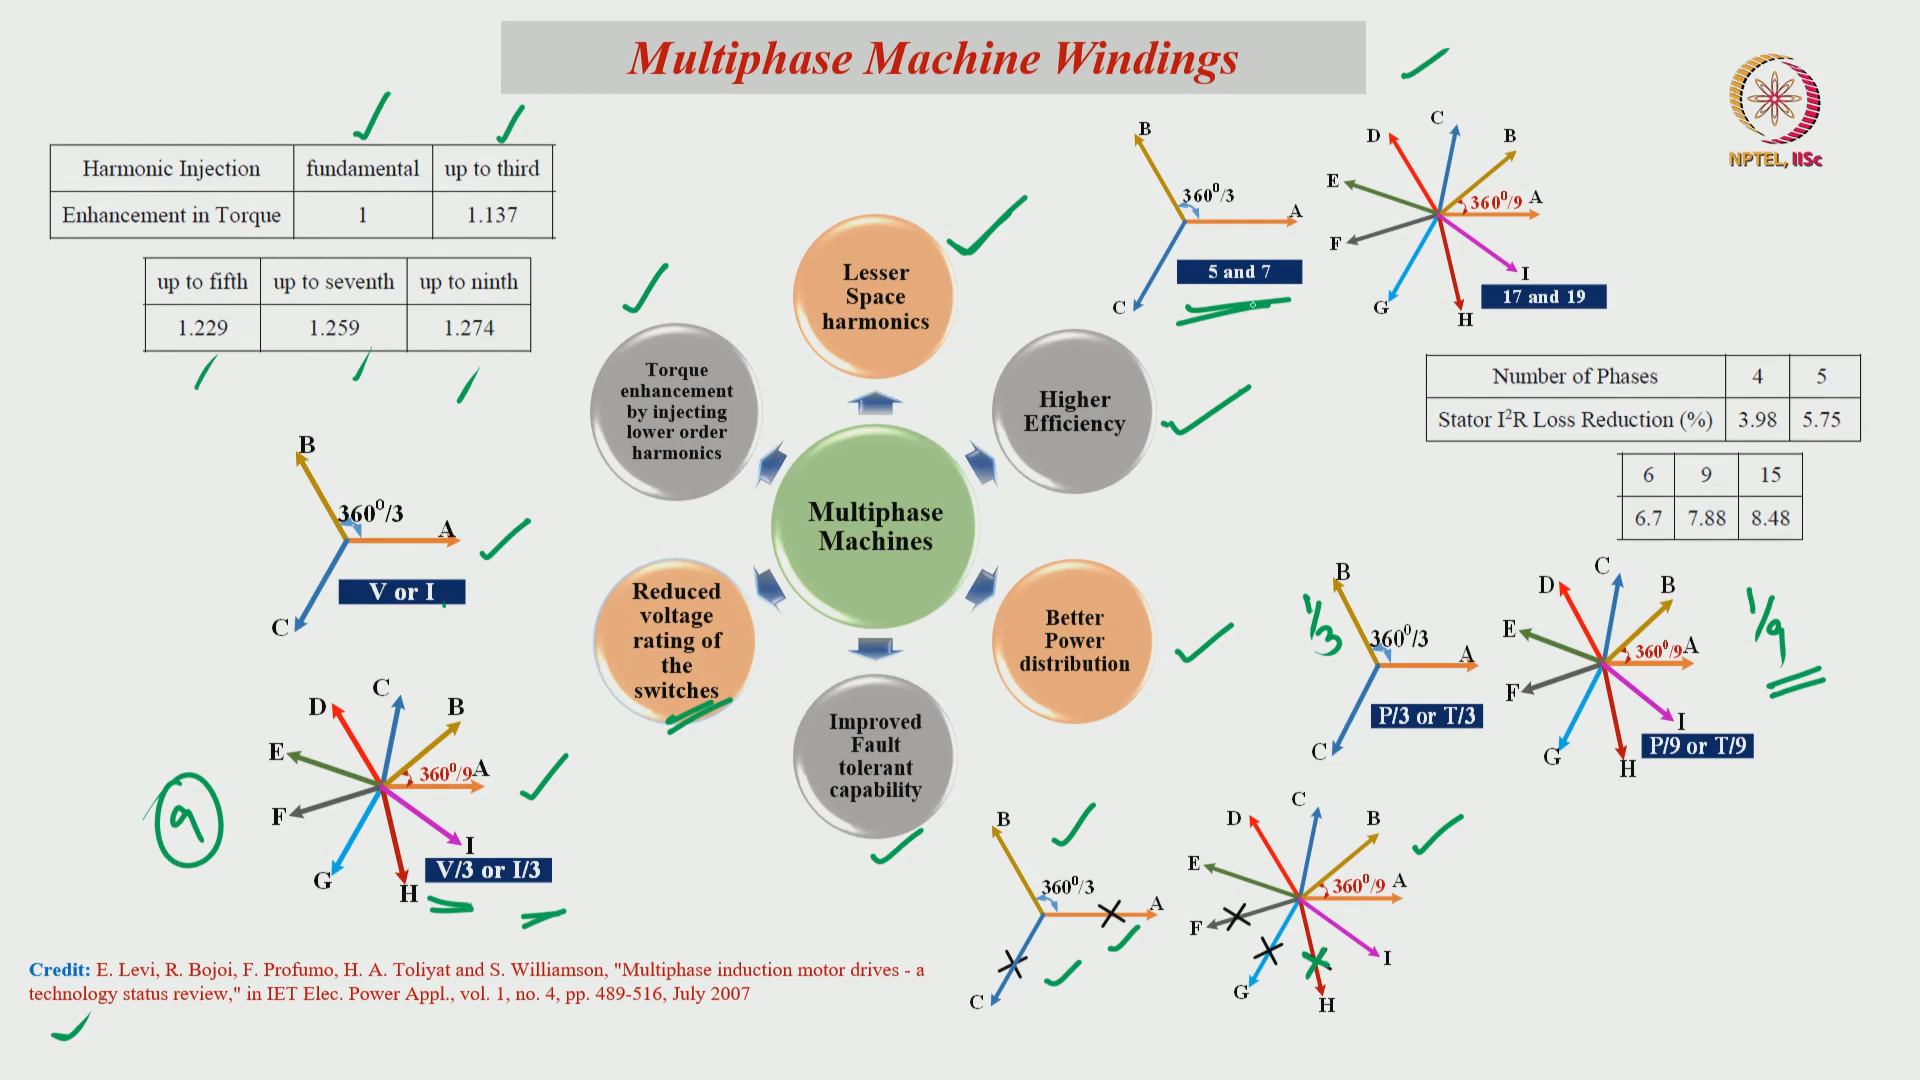 Multiphase Machine Windings
NPTEL, IISc
Harmonic Injection fundamental up to third
Enhancement in Torque 1 1.137
up to fifth up to seventh up to ninth
1.229 1.259 1.274
B
360⁰/3
A
C
V or I
D
C
B
E
360⁰/9
A
F
G
H
I
V/3 or I/3
9
Torque
enhancement
by injecting
lower order
harmonics
Lesser
Space
harmonics
Higher
Efficiency
Multiphase
Machines
Reduced
voltage
rating of
the
switches
Improved
Fault
tolerant
capability
Better
Power
distribution
B
360⁰/3
A
C
5 and 7
D
C
B
E
360⁰/9
A
F
G
H
I
17 and 19
Number of Phases 4 5
Stator I²R Loss Reduction (%) 3.98 5.75
6 9 15
6.7 7.88 8.48
1/3
B
360⁰/3
A
C
P/3 or T/3
D
C
B
E
360⁰/9
A
F
G
H
I
P/9 or T/9
1/9
B
360⁰/3
A
C
D
C
B
E
360⁰/9
A
F
G
H
I
Credit: E. Levi, R. Bojoi, F. Profumo, H. A. Toliyat and S. Williamson, "Multiphase induction motor drives - a
technology status review," in IET Elec. Power Appl., vol. 1, no. 4, pp. 489-516, July 2007